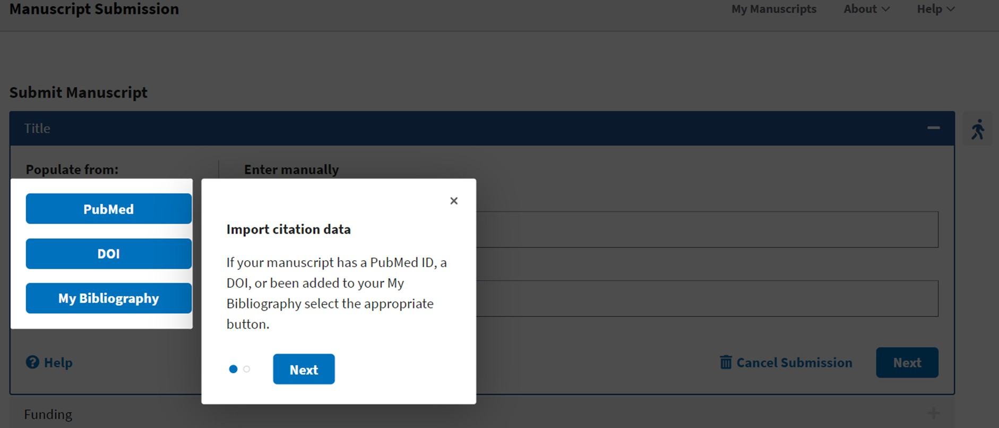 Manuscript Submission
My Manuscripts
About
Help
Submit Manuscript
Title
Populate from:
Enter manually
PubMed
DOI
My Bibliography
Import citation data
If your manuscript has a PubMed ID, a
DOI, or been added to your My
Bibliography select the appropriate
button.
Next
Help
Cancel Submission
Next
Funding